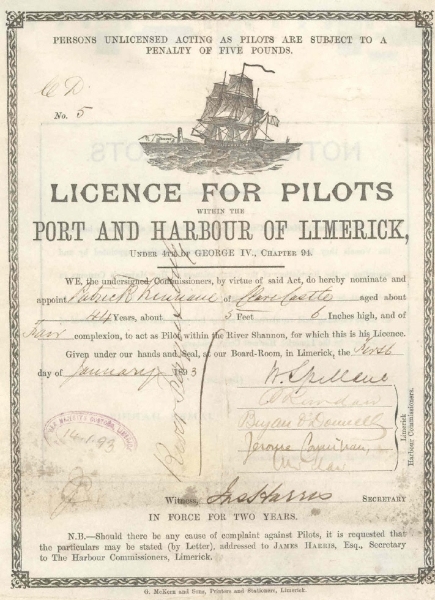 PERSONS UNLICENSED ACTING AS PILOTS ARE SUBJECT TO A
PENALTY OF FIVE POUNDS.
C D
No. 5
LICENCE FOR PILOTS
WITHIN THE
PORT AND HARBOUR OF LIMERICK,
UNDER 4TH OF GEORGE IV., CHAPTER 94.
WE, the undersigned Commissioners, by virtue of said Act, do hereby nominate and
appoint Patrick Kennane of Clare Castle aged about
44 Years, about 5 Feet 6 Inches high, and of
Fair complexion, to act as Pilot within the River Shannon, for which this is his Licence.
Given under our hands and Seal, at our Board-Room, in Limerick, the First
day of January 1893
River Fergus
W. Spillane
Bryan O'Donnell
Jerome Counihan
Limerick
Harbour Commissioners.
14.1.93
Witness, Jas Harris SECRETARY
IN FORCE FOR TWO YEARS.
N.B.—Should there be any cause of complaint against Pilots, it is requested that
the particulars may be stated (by Letter), addressed to JAMES HARRIS, Esq., Secretary
to The Harbour Commissioners, Limerick.
G. McKern and Sons, Printers and Stationers, Limerick.